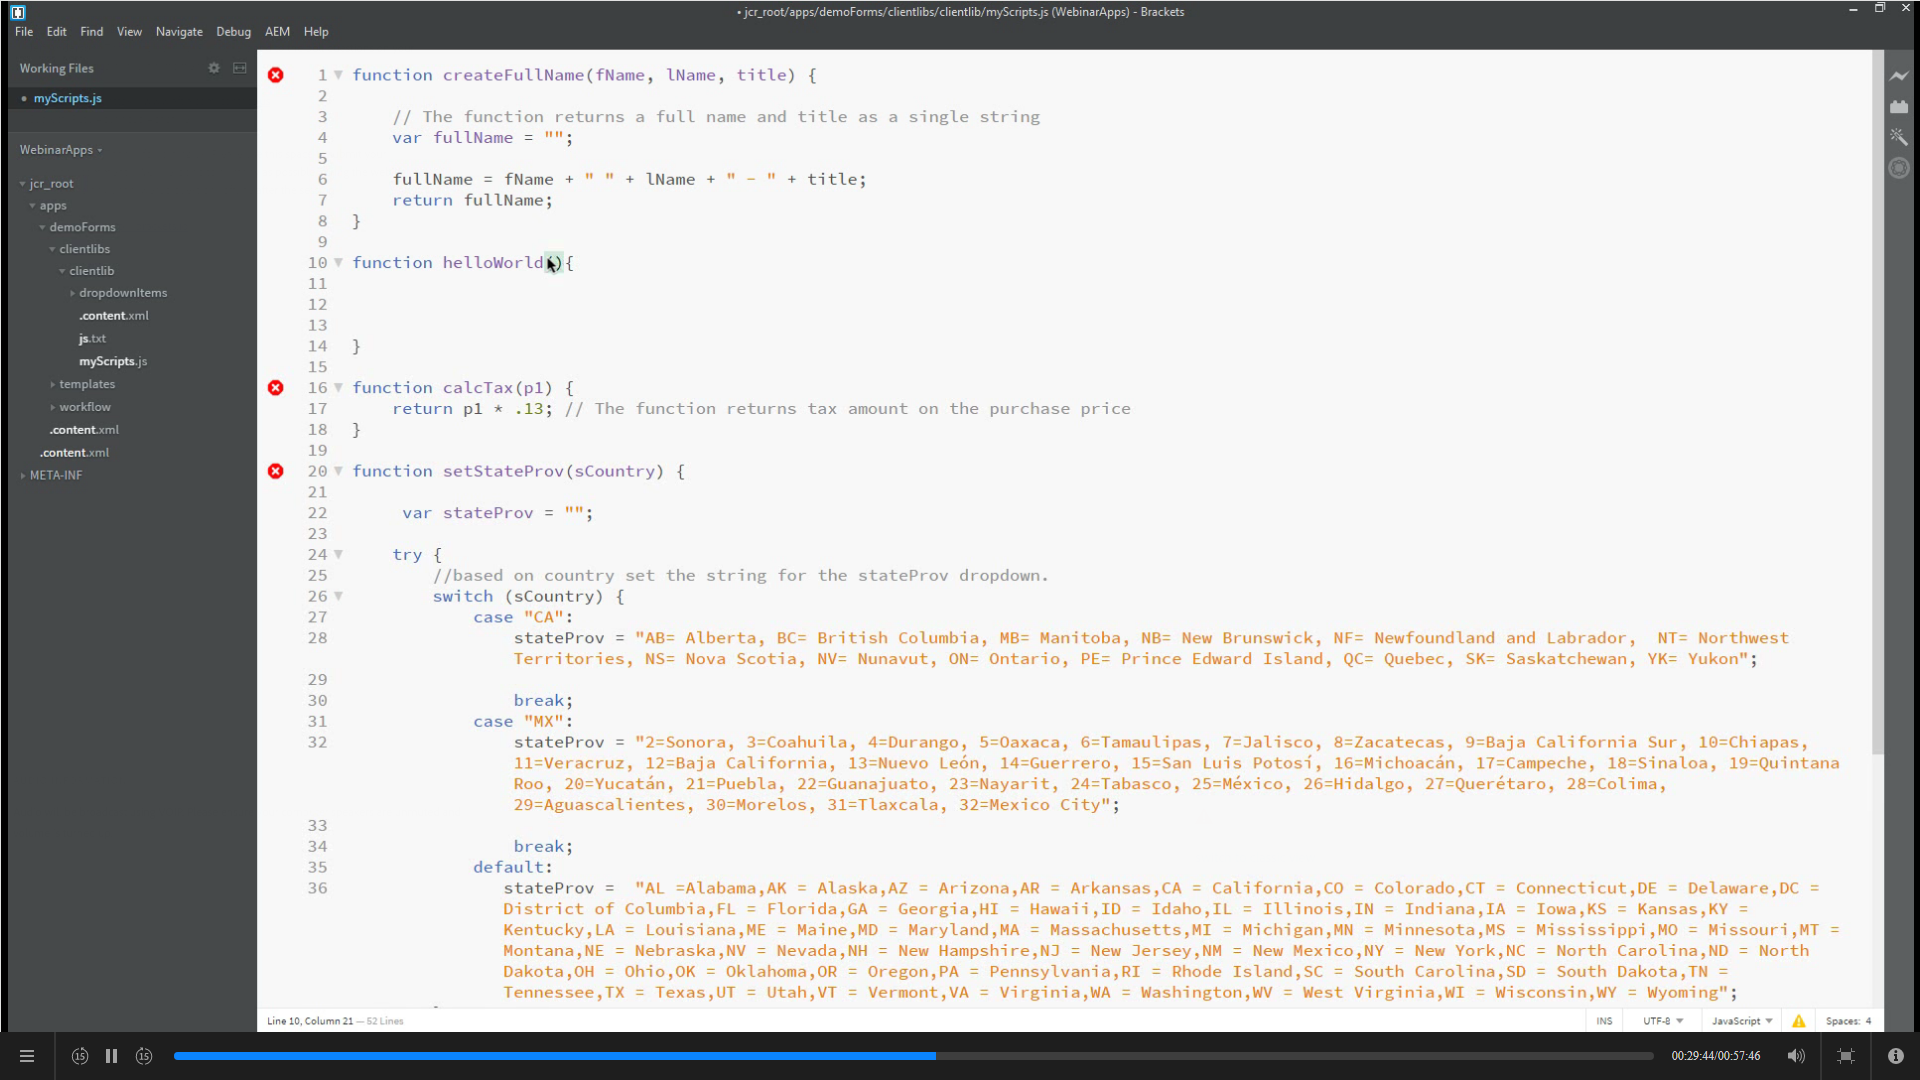 • jcr_root/apps/demoForms/clientlibs/clientlib/myScripts.js (WebinarApps) - Brackets
File Edit Find View Navigate Debug AEM Help
Working Files
• myScripts.js
WebinarApps
jcr_root
apps
demoForms
clientlibs
clientlib
dropdownItems
.content.xml
js.txt
myScripts.js
templates
workflow
.content.xml
.content.xml
META-INF
1 function createFullName(fName, lName, title) {
2
3 // The function returns a full name and title as a single string
4 var fullName = "";
5
6 fullName = fName + " " + lName + " - " + title;
7 return fullName;
8 }
9
10 function helloWorld(){
11
12
13
14 }
15
16 function calcTax(p1) {
17 return p1 * .13; // The function returns tax amount on the purchase price
18 }
19
20 function setStateProv(sCountry) {
21
22 var stateProv = "";
23
24 try {
25 //based on country set the string for the stateProv dropdown.
26 switch (sCountry) {
27 case "CA":
28 stateProv = "AB= Alberta, BC= British Columbia, MB= Manitoba, NB= New Brunswick, NF= Newfoundland and Labrador,  NT= Northwest
Territories, NS= Nova Scotia, NV= Nunavut, ON= Ontario, PE= Prince Edward Island, QC= Quebec, SK= Saskatchewan, YK= Yukon";
29
30 break;
31 case "MX":
32 stateProv = "2=Sonora, 3=Coahuila, 4=Durango, 5=Oaxaca, 6=Tamaulipas, 7=Jalisco, 8=Zacatecas, 9=Baja California Sur, 10=Chiapas,
11=Veracruz, 12=Baja California, 13=Nuevo León, 14=Guerrero, 15=San Luis Potosí, 16=Michoacán, 17=Campeche, 18=Sinaloa, 19=Quintana
Roo, 20=Yucatán, 21=Puebla, 22=Guanajuato, 23=Nayarit, 24=Tabasco, 25=México, 26=Hidalgo, 27=Querétaro, 28=Colima,
29=Aguascalientes, 30=Morelos, 31=Tlaxcala, 32=Mexico City";
33
34 break;
35 default:
36 stateProv =  "AL =Alabama,AK = Alaska,AZ = Arizona,AR = Arkansas,CA = California,CO = Colorado,CT = Connecticut,DE = Delaware,DC =
District of Columbia,FL = Florida,GA = Georgia,HI = Hawaii,ID = Idaho,IL = Illinois,IN = Indiana,IA = Iowa,KS = Kansas,KY =
Kentucky,LA = Louisiana,ME = Maine,MD = Maryland,MA = Massachusetts,MI = Michigan,MN = Minnesota,MS = Mississippi,MO = Missouri,MT =
Montana,NE = Nebraska,NV = Nevada,NH = New Hampshire,NJ = New Jersey,NM = New Mexico,NY = New York,NC = North Carolina,ND = North
Dakota,OH = Ohio,OK = Oklahoma,OR = Oregon,PA = Pennsylvania,RI = Rhode Island,SC = South Carolina,SD = South Dakota,TN =
Tennessee,TX = Texas,UT = Utah,VT = Vermont,VA = Virginia,WA = Washington,WV = West Virginia,WI = Wisconsin,WY = Wyoming";
Line 10, Column 21 — 52 Lines
INS UTF-8 JavaScript Spaces: 4
15 15 00:29:44/00:57:46